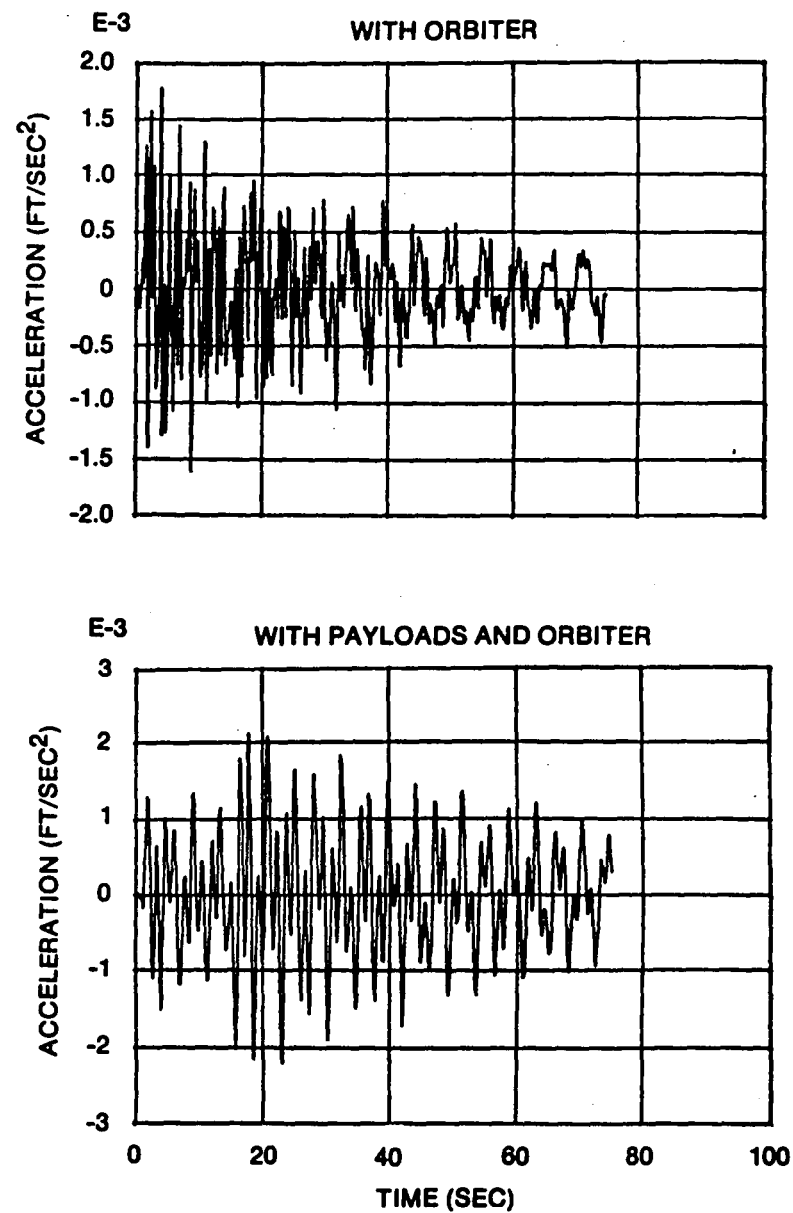 E-3
WITH ORBITER
2.0
1.5
1.0
0.5
0
-0.5
-1.0
-1.5
-2.0
ACCELERATION (FT/SEC²)
E-3
WITH PAYLOADS AND ORBITER
3
2
1
0
-1
-2
-3
ACCELERATION (FT/SEC²)
0 20 40 60 80 100
TIME (SEC)